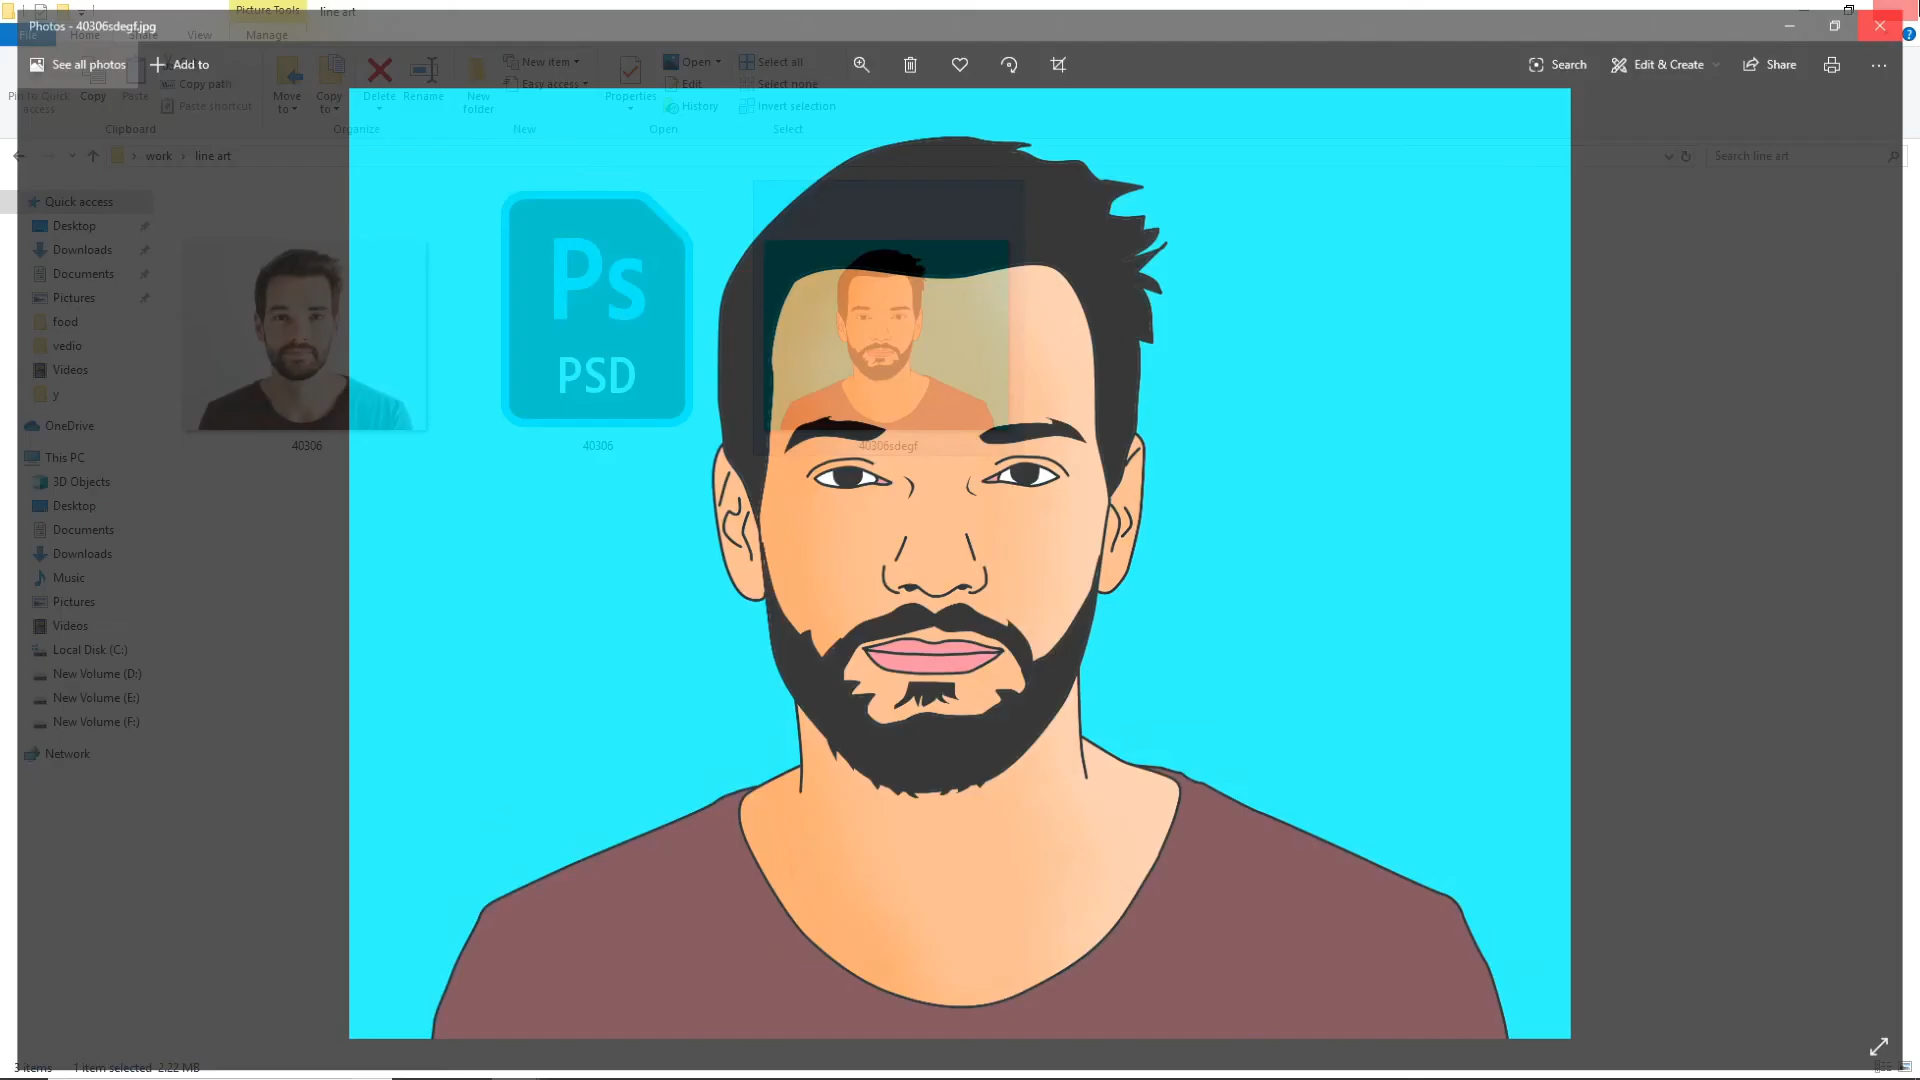 Picture Tools
line art
Photos - 40306sdegf.jpg
File
Home
Share
View
Manage
See all photos
Add to
Search
Edit & Create
Share
Pin to Quick access
Copy
Paste
Copy path
Paste shortcut
Move to
Copy to
Delete
Rename
New folder
New item
Easy access
Properties
Open
Edit
History
Select all
Select none
Invert selection
Clipboard
Organize
New
Open
Select
work
line art
Search line art
Quick access
Desktop
Downloads
Documents
Pictures
food
vedio
Videos
y
OneDrive
This PC
3D Objects
Desktop
Documents
Downloads
Music
Pictures
Videos
Local Disk (C:)
New Volume (D:)
New Volume (E:)
New Volume (F:)
Network
Ps
PSD
40306
40306
40306sdegf
3 items
1 item selected 2.22 MB